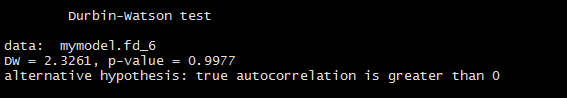 Durbin-Watson test
data: mymodel.fd_6
DW = 2.3261, p-value = 0.9977
alternative hypothesis: true autocorrelation is greater than 0